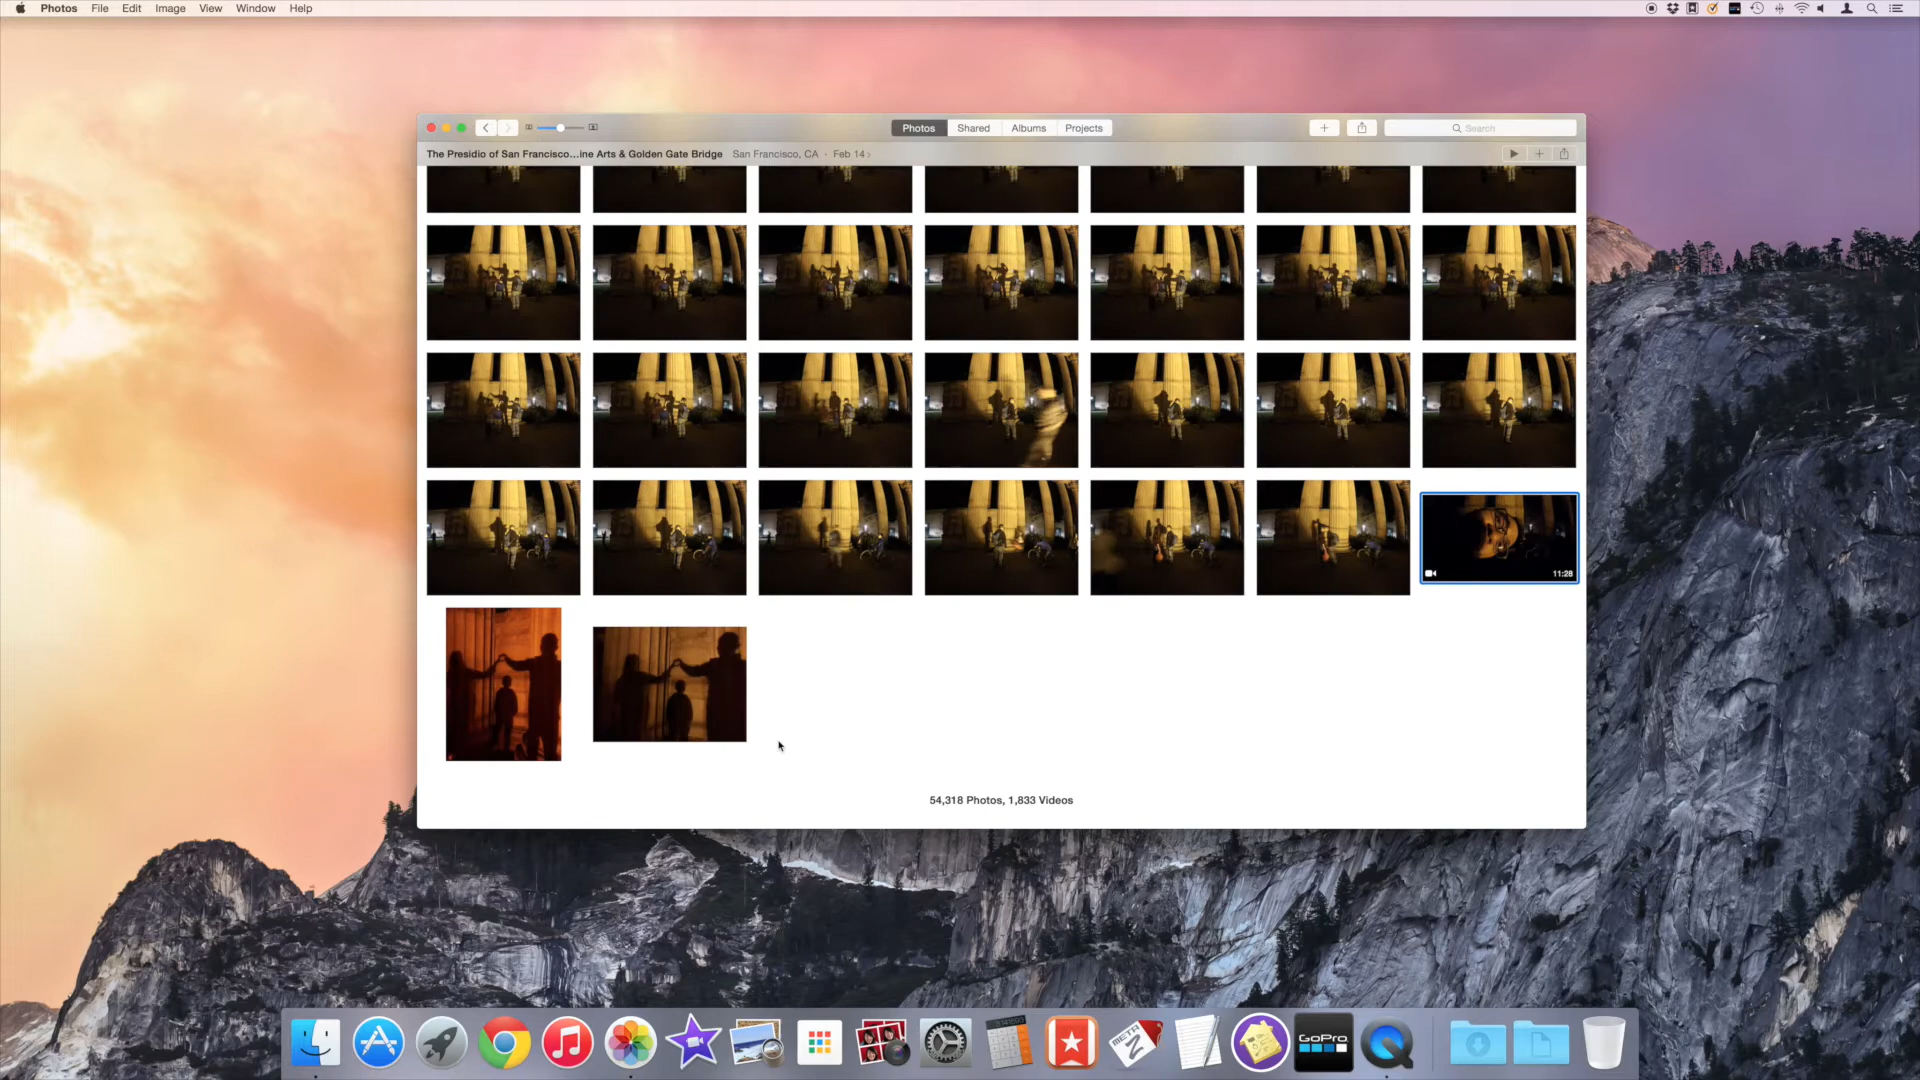 Photos File Edit Image View Window Help
Photos Shared Albums Projects
Search
The Presidio of San Francisco...ine Arts & Golden Gate Bridge San Francisco, CA · Feb 14 ›
11:28
54,318 Photos, 1,833 Videos
META
GoPro